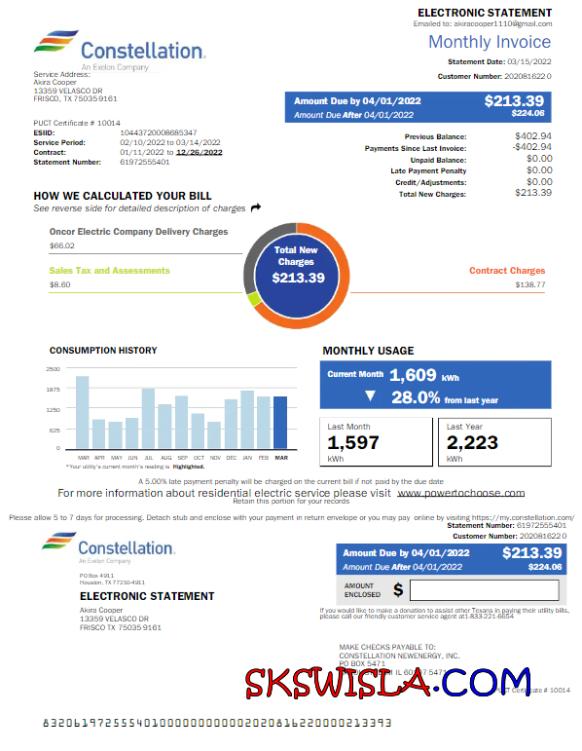 ELECTRONIC STATEMENT
Emailed to: akiracooper1110@gmail.com
Constellation.
An Exelon Company
Monthly Invoice
Statement Date: 03/15/2022
Customer Number: 202081622 0
Service Address:
Akira Cooper
13359 VELASCO DR
FRISCO, TX 75035 9161
Amount Due by 04/01/2022 $213.39
Amount Due After 04/01/2022 $224.06
PUCT Certificate # 10014
ESIID: 10443720008685347
Service Period: 02/10/2022 to 03/14/2022
Contract: 01/11/2022 to 12/26/2022
Statement Number: 61972555401
Previous Balance: $402.94
Payments Since Last Invoice: -$402.94
Unpaid Balance: $0.00
Late Payment Penalty $0.00
Credit/Adjustments: $0.00
Total New Charges: $213.39
HOW WE CALCULATED YOUR BILL
See reverse side for detailed description of charges
Oncor Electric Company Delivery Charges
$66.02
Sales Tax and Assessments
$8.60
Total New
Charges
$213.39
Contract Charges
$138.77
CONSUMPTION HISTORY
2500
1875
1250
625
0
MAR APR MAY JUN JUL AUG SEP OCT NOV DEC JAN FEB MAR
*Your utility's current month's reading is Highlighted.
MONTHLY USAGE
Current Month 1,609 kWh
28.0% from last year
Last Month
1,597
kWh
Last Year
2,223
kWh
A 5.00% late payment penalty will be charged on the current bill if not paid by the due date
For more information about residential electric service please visit www.powertochoose.com
Retain this portion for your records
Please allow 5 to 7 days for processing. Detach stub and enclose with your payment in return envelope or you may pay online by visiting https://my.constellation.com/
Statement Number: 61972555401
Customer Number: 202081622 0
Constellation.
An Exelon Company
PO Box 4911
Houston, TX 77210-4911
ELECTRONIC STATEMENT
Akira Cooper
13359 VELASCO DR
FRISCO TX 75035 9161
Amount Due by 04/01/2022 $213.39
Amount Due After 04/01/2022 $224.06
AMOUNT
ENCLOSED $
If you would like to make a donation to assist other Texans in paying their utility bills,
please call our friendly customer service agent at1-833-221-6654
MAKE CHECKS PAYABLE TO:
CONSTELLATION NEWENERGY, INC.
PO BOX 5471
IL 5471
SKSWISLA.COM
PUCT Certificate # 10014
832061972555401000000000000202081622000021 3393